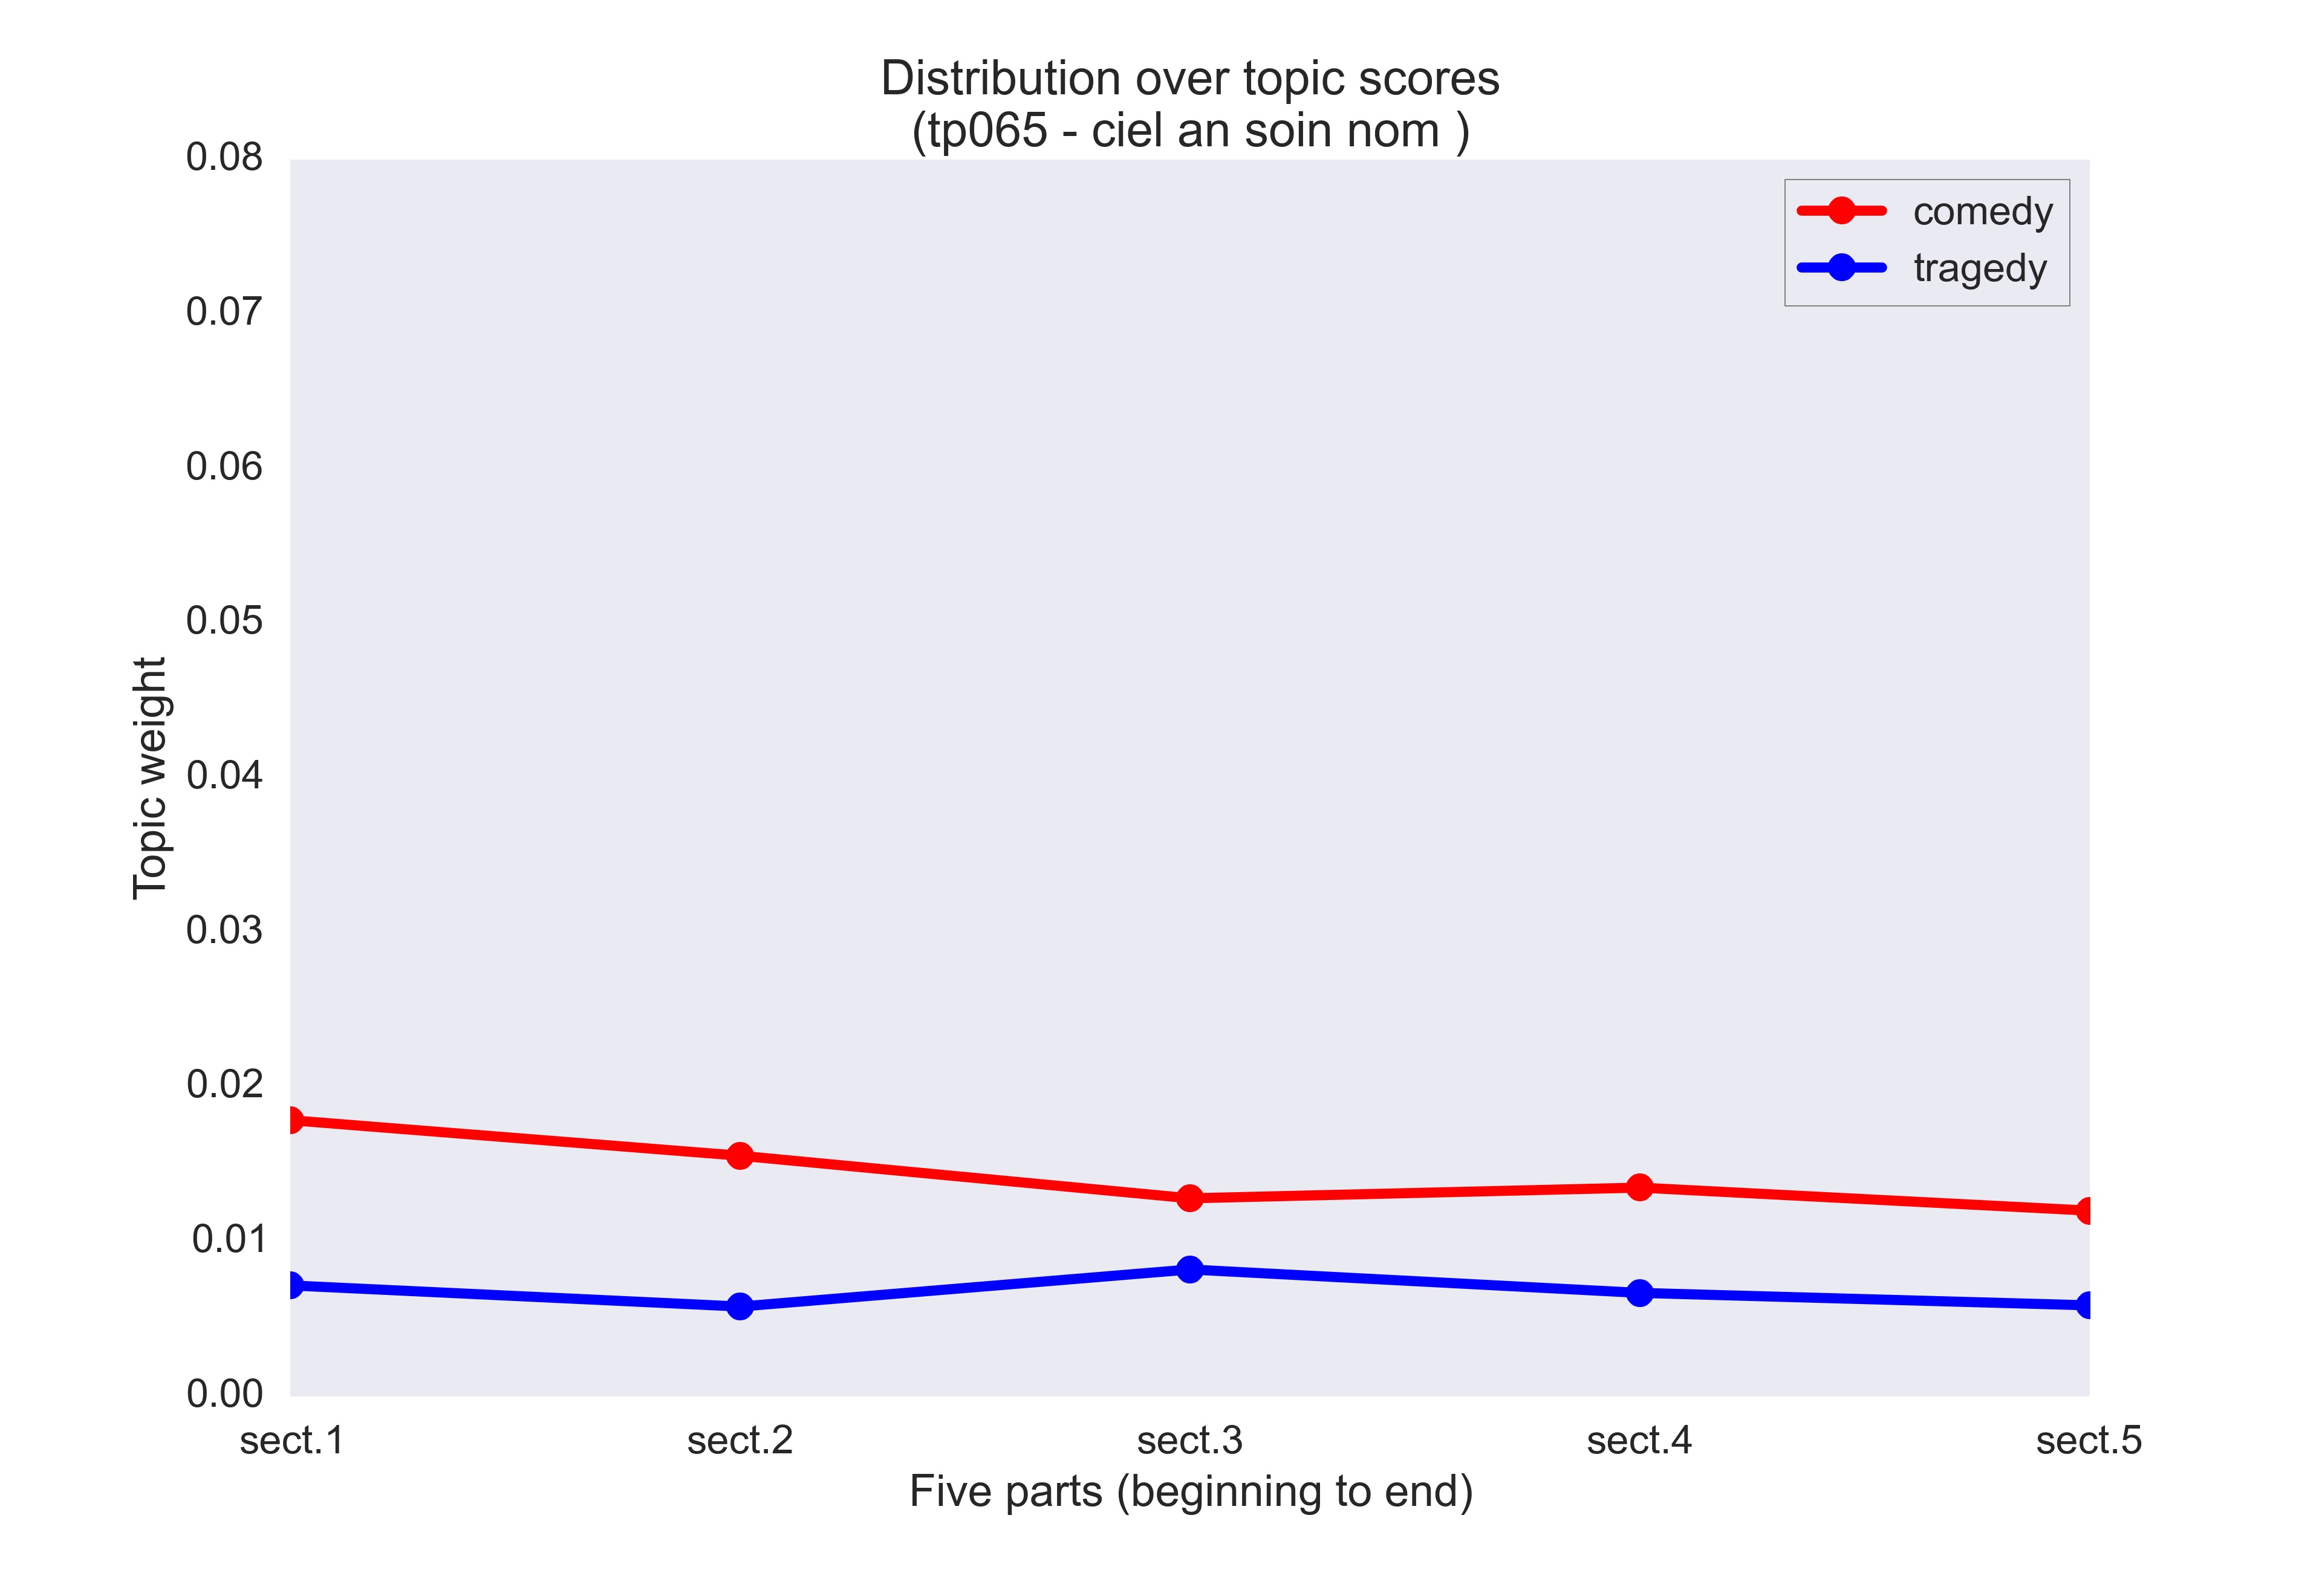 Distribution over topic scores
(tp065 - ciel an soin nom )
comedy
tragedy
Topic weight
0.08
0.07
0.06
0.05
0.04
0.03
0.02
0.01
0.00
sect.1 sect.2 sect.3 sect.4 sect.5
Five parts (beginning to end)